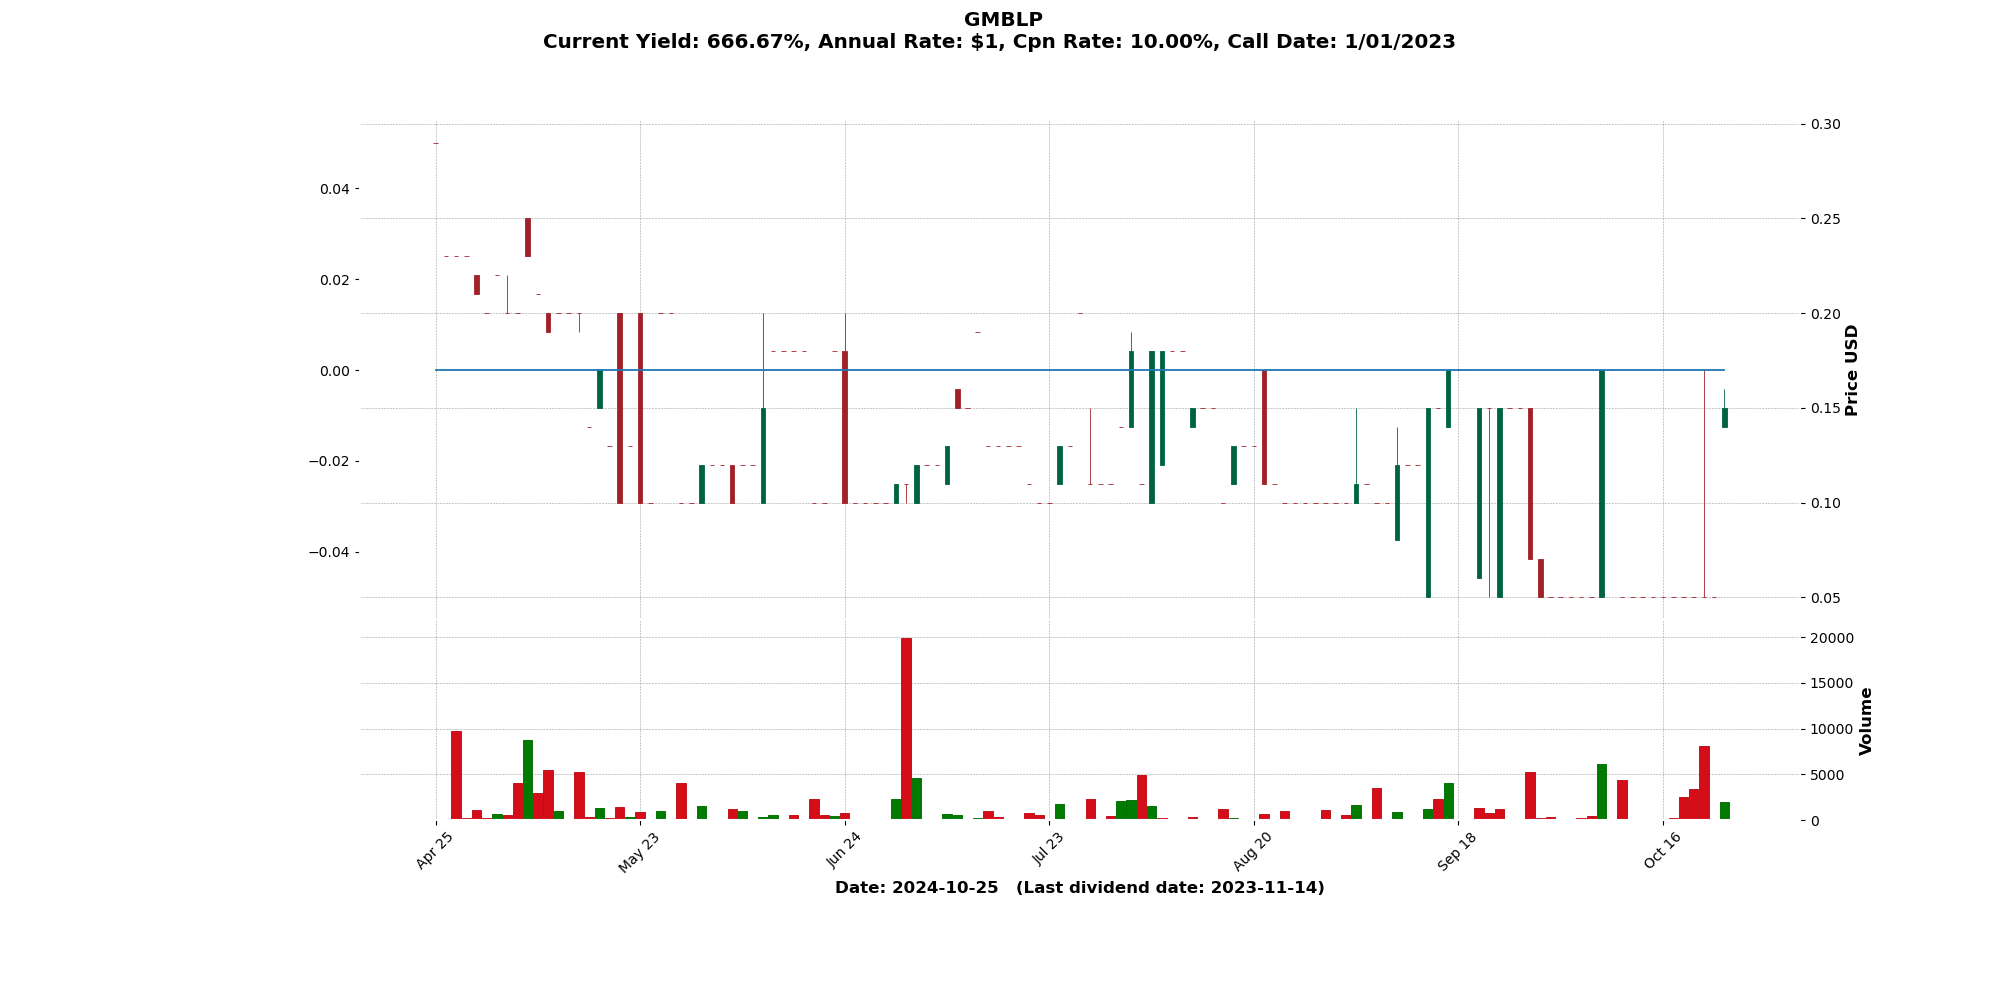 GMBLP
Current Yield: 666.67%, Annual Rate: $1, Cpn Rate: 10.00%, Call Date: 1/01/2023
0.04
0.02
0.00
−0.02
−0.04
0.30
0.25
0.20
0.15
0.10
0.05
Price USD
20000
15000
10000
5000
0
Volume
Apr 25
May 23
Jun 24
Jul 23
Aug 20
Sep 18
Oct 16
Date: 2024-10-25   (Last dividend date: 2023-11-14)